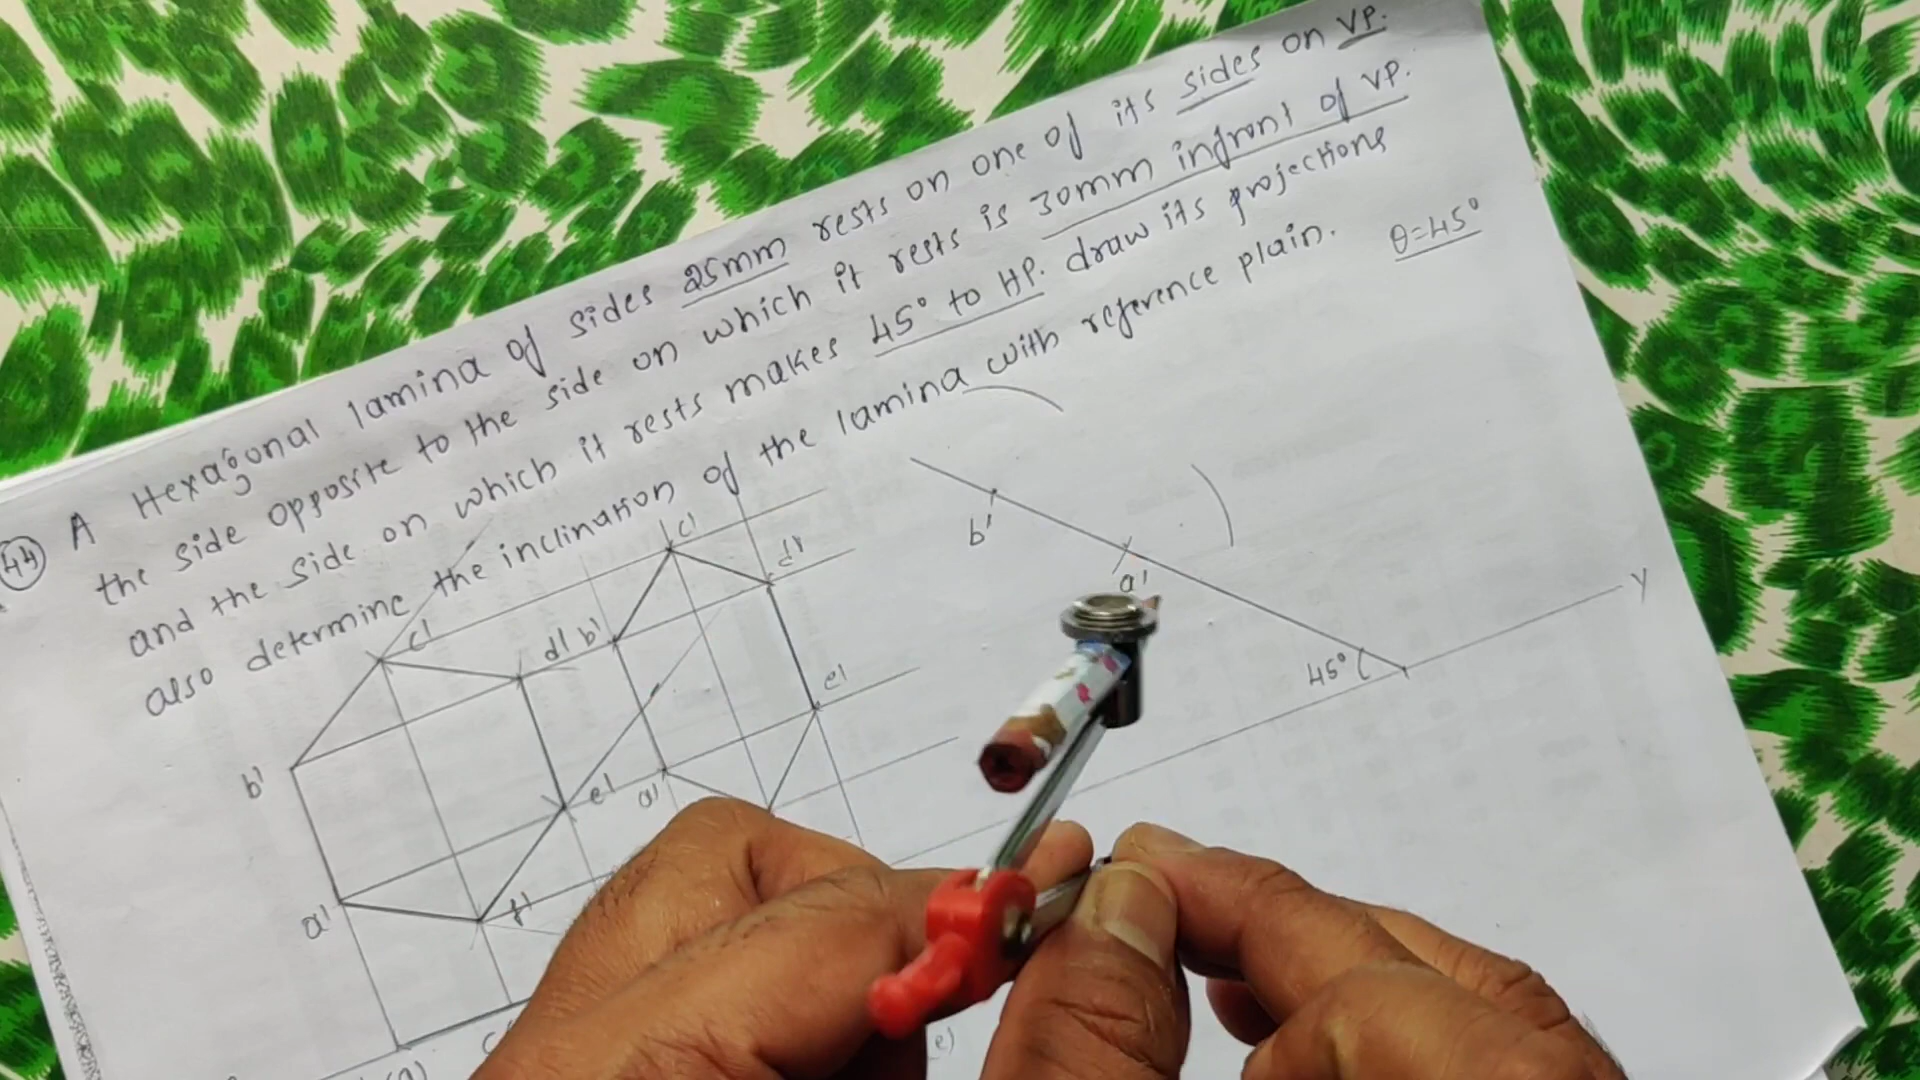 44 A Hexagonal lamina of sides 25mm rests on one of its sides on VP.
the side opposite to the side on which it rests is 30mm infront of VP.
and the side on which it rests makes 45° to HP. draw its projections
also determine the inclination of the lamina with reference plain. θ=45°
c' d'
b' c' d' b'
e'
a' f' e' a'
b' a'
45° y
(a) (e)